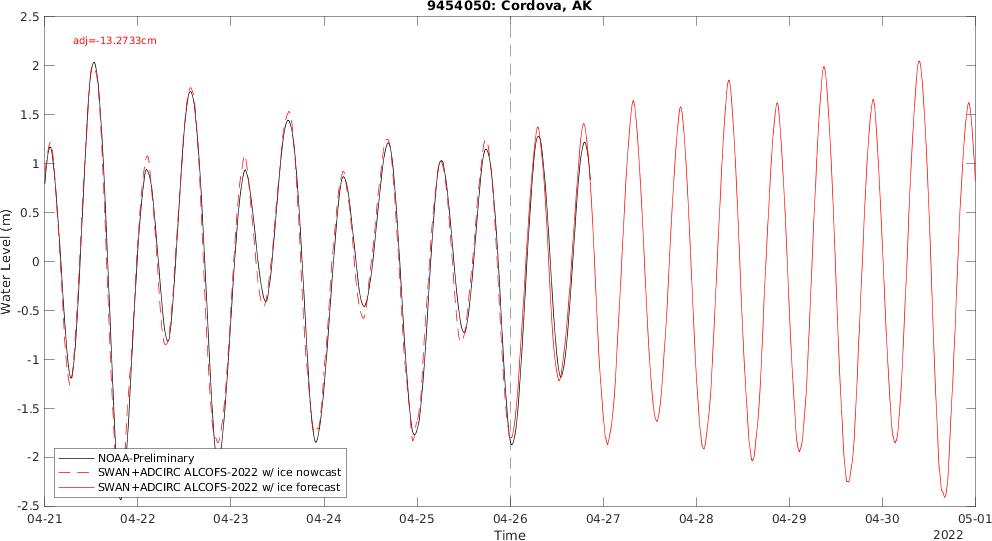 9454050: Cordova, AK
adj=-13.2733cm
2.5
2
1.5
1
0.5
0
-0.5
-1
-1.5
-2
-2.5
Water Level (m)
NOAA-Preliminary
SWAN+ADCIRC ALCOFS-2022 w/ ice nowcast
SWAN+ADCIRC ALCOFS-2022 w/ ice forecast
04-21 04-22 04-23 04-24 04-25 04-26 04-27 04-28 04-29 04-30 05-01
Time
2022